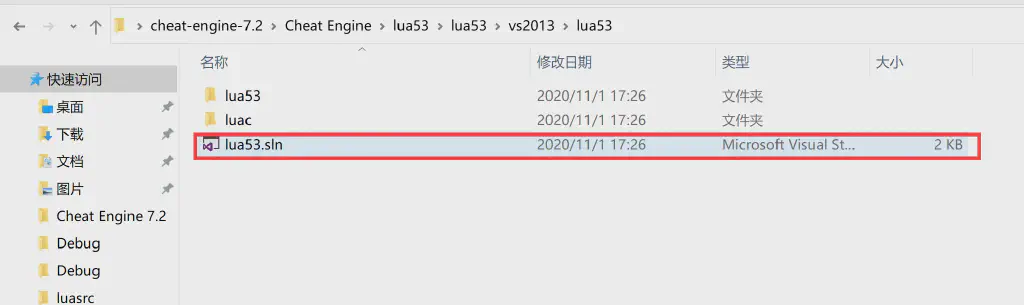 cheat-engine-7.2 > Cheat Engine > lua53 > lua53 > vs2013 > lua53
名称 修改日期 类型 大小
快速访问
桌面
下载
文档
图片
Cheat Engine 7.2
Debug
Debug
luasrc
lua53 2020/11/1 17:26 文件夹
luac 2020/11/1 17:26 文件夹
lua53.sln 2020/11/1 17:26 Microsoft Visual St... 2 KB